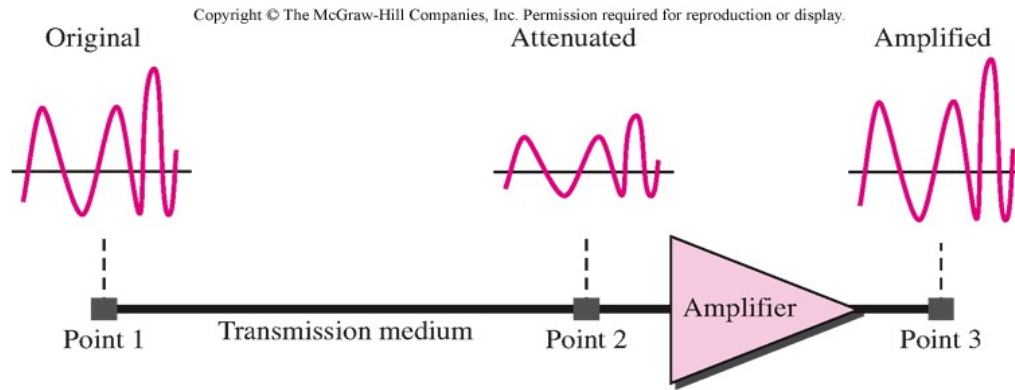 Copyright © The McGraw-Hill Companies, Inc. Permission required for reproduction or display.
Original
Attenuated
Amplified
Amplifier
Point 1
Transmission medium
Point 2
Point 3